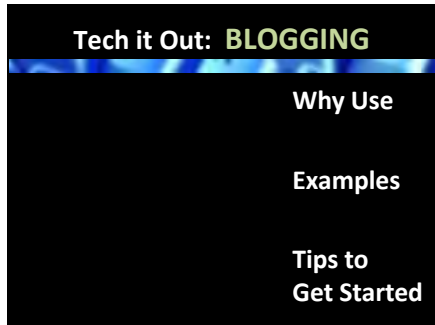 Tech it Out: BLOGGING
Why Use
Examples
Tips to
Get Started